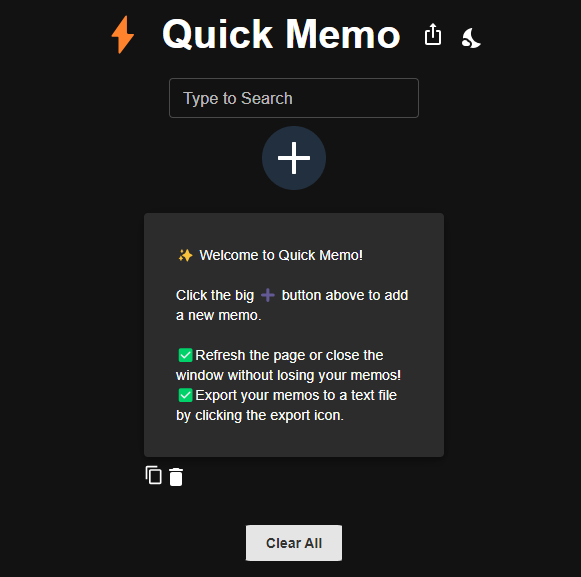 Quick Memo
Type to Search
✨ Welcome to Quick Memo!
Click the big ➕ button above to add
a new memo.
✅Refresh the page or close the
window without losing your memos!
✅Export your memos to a text file
by clicking the export icon.
Clear All